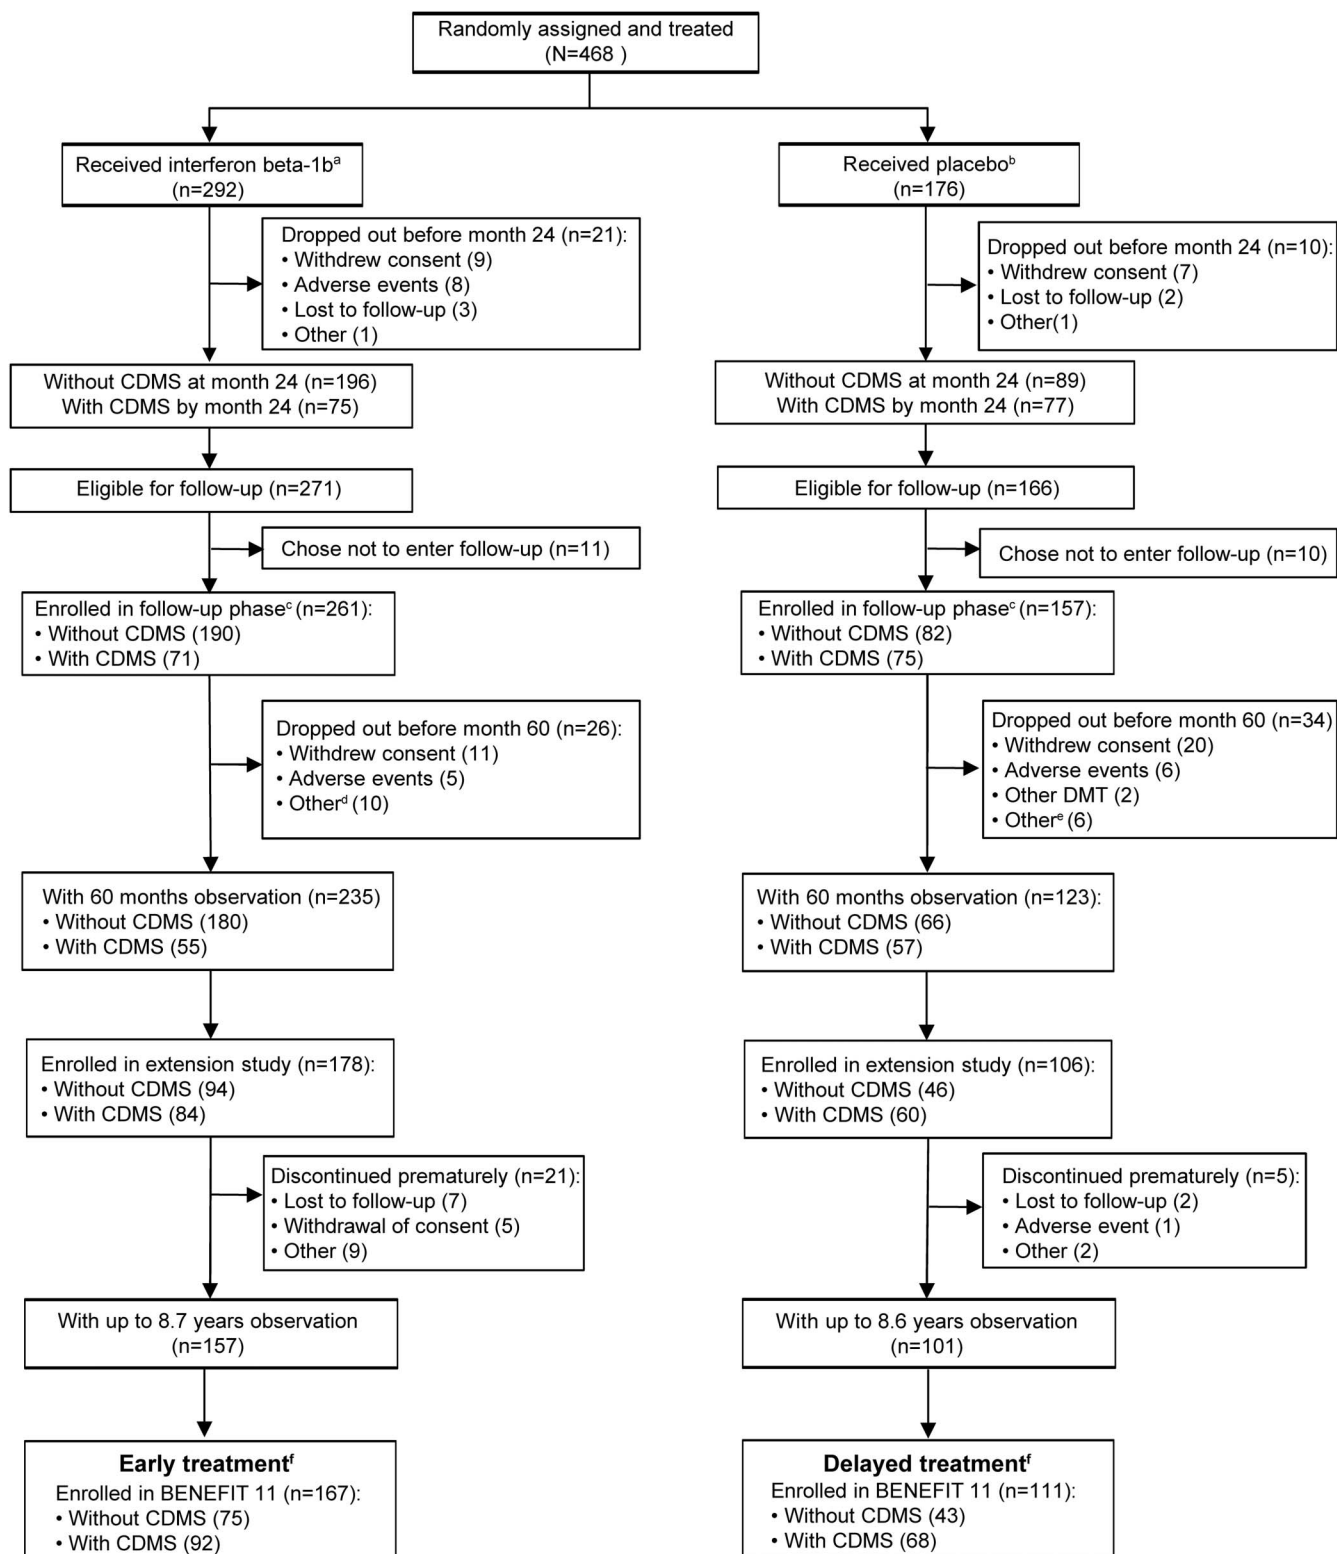 Randomly assigned and treated
(N=468 )
Received interferon beta-1bᵃ
(n=292)
Received placeboᵇ
(n=176)
Dropped out before month 24 (n=21):
• Withdrew consent (9)
• Adverse events (8)
• Lost to follow-up (3)
• Other (1)
Dropped out before month 24 (n=10):
• Withdrew consent (7)
• Lost to follow-up (2)
• Other(1)
Without CDMS at month 24 (n=196)
With CDMS by month 24 (n=75)
Without CDMS at month 24 (n=89)
With CDMS by month 24 (n=77)
Eligible for follow-up (n=271)
Eligible for follow-up (n=166)
Chose not to enter follow-up (n=11)
Chose not to enter follow-up (n=10)
Enrolled in follow-up phaseᶜ (n=261):
• Without CDMS (190)
• With CDMS (71)
Enrolled in follow-up phaseᶜ (n=157):
• Without CDMS (82)
• With CDMS (75)
Dropped out before month 60 (n=26):
• Withdrew consent (11)
• Adverse events (5)
• Otherᵈ (10)
Dropped out before month 60 (n=34)
• Withdrew consent (20)
• Adverse events (6)
• Other DMT (2)
• Otherᵉ (6)
With 60 months observation (n=235)
• Without CDMS (180)
• With CDMS (55)
With 60 months observation (n=123):
• Without CDMS (66)
• With CDMS (57)
Enrolled in extension study (n=178):
• Without CDMS (94)
• With CDMS (84)
Enrolled in extension study (n=106):
• Without CDMS (46)
• With CDMS (60)
Discontinued prematurely (n=21):
• Lost to follow-up (7)
• Withdrawal of consent (5)
• Other (9)
Discontinued prematurely (n=5):
• Lost to follow-up (2)
• Adverse event (1)
• Other (2)
With up to 8.7 years observation
(n=157)
With up to 8.6 years observation
(n=101)
Early treatmentᶠ
Enrolled in BENEFIT 11 (n=167):
• Without CDMS (75)
• With CDMS (92)
Delayed treatmentᶠ
Enrolled in BENEFIT 11 (n=111):
• Without CDMS (43)
• With CDMS (68)